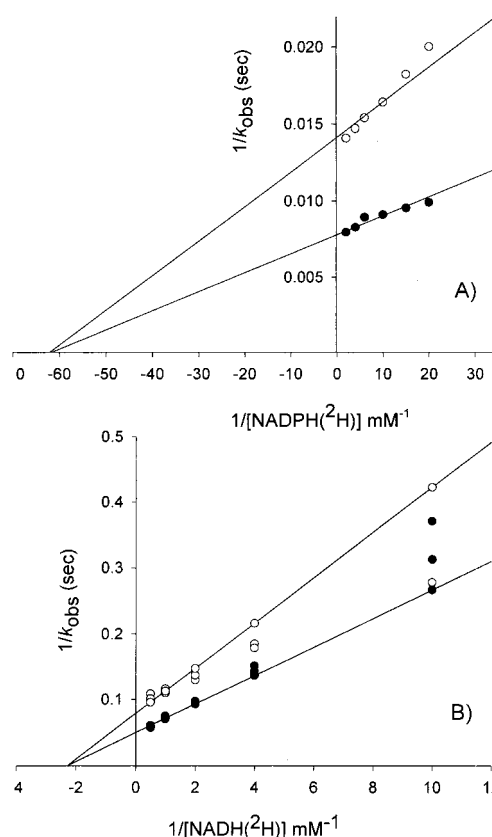 0.020
0.015
0.010
0.005
1/kobs (sec)
A)
0 -60 -50 -40 -30 -20 -10 0 10 20 30
1/[NADPH(²H)] mM⁻¹
0.5
0.4
0.3
0.2
0.1
1/kobs (sec)
B)
4 -2 0 2 4 6 8 10 12
1/[NADH(²H)] mM⁻¹